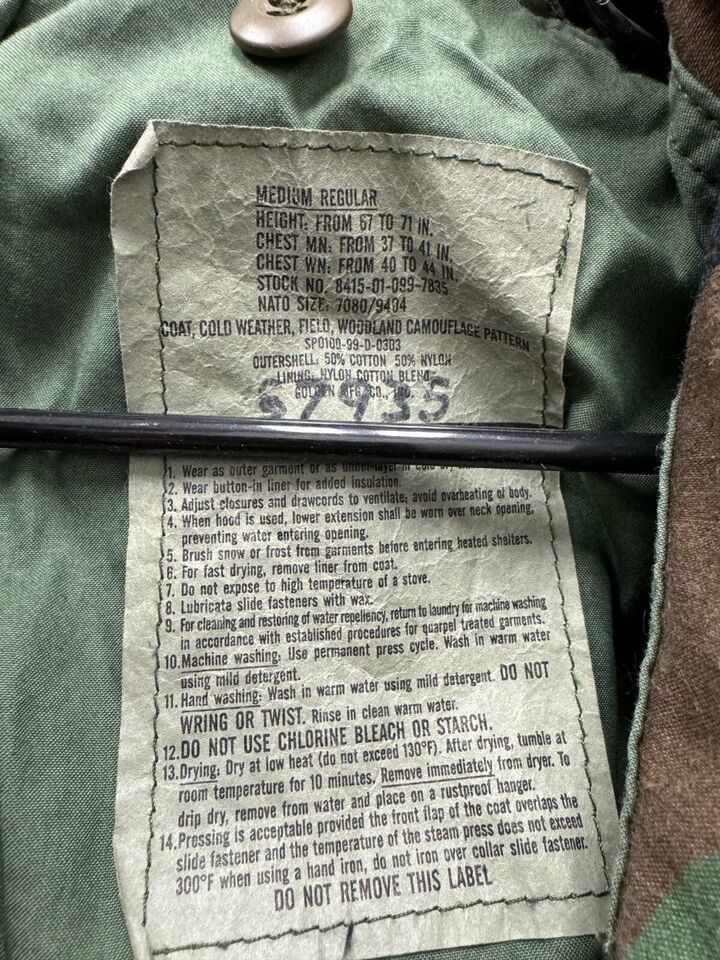 MEDIUM REGULAR
HEIGHT: FROM 67 TO 71 IN.
CHEST MN: FROM 37 TO 41 IN.
CHEST WN: FROM 40 TO 44 IN.
STOCK NO. 8415-01-099-7835
NATO SIZE: 7080/9404
COAT, COLD WEATHER, FIELD, WOODLAND CAMOUFLAGE PATTERN
SPO100-99-D-0303
OUTERSHELL: 50% COTTON 50% NYLON
LINING: NYLON COTTON BLEND
GOLDEN MFG. CO., INC.
S7935
1. Wear as outer garment or as under-layer in cold
2. Wear button-in liner for added insulation.
3. Adjust closures and drawcords to ventilate; avoid overheating of body.
4. When hood is used, lower extension shall be worn over neck opening,
preventing water entering opening.
5. Brush snow or frost from garments before entering heated shelters.
6. For fast drying, remove liner from coat.
7. Do not expose to high temperature of a stove.
8. Lubricate slide fasteners with wax.
9. For cleaning and restoring of water repellency, return to laundry for machine washing
in accordance with established procedures for quarpel treated garments.
10. Machine washing: Use permanent press cycle. Wash in warm water
using mild detergent.
11. Hand washing: Wash in warm water using mild detergent. DO NOT
WRING OR TWIST. Rinse in clean warm water.
12. DO NOT USE CHLORINE BLEACH OR STARCH.
13. Drying: Dry at low heat (do not exceed 130°F). After drying, tumble at
room temperature for 10 minutes. Remove immediately from dryer. To
drip dry, remove from water and place on a rustproof hanger.
14. Pressing is acceptable provided the front flap of the coat overlaps the
slide fastener and the temperature of the steam press does not exceed
300°F when using a hand iron, do not iron over collar slide fastener.
DO NOT REMOVE THIS LABEL